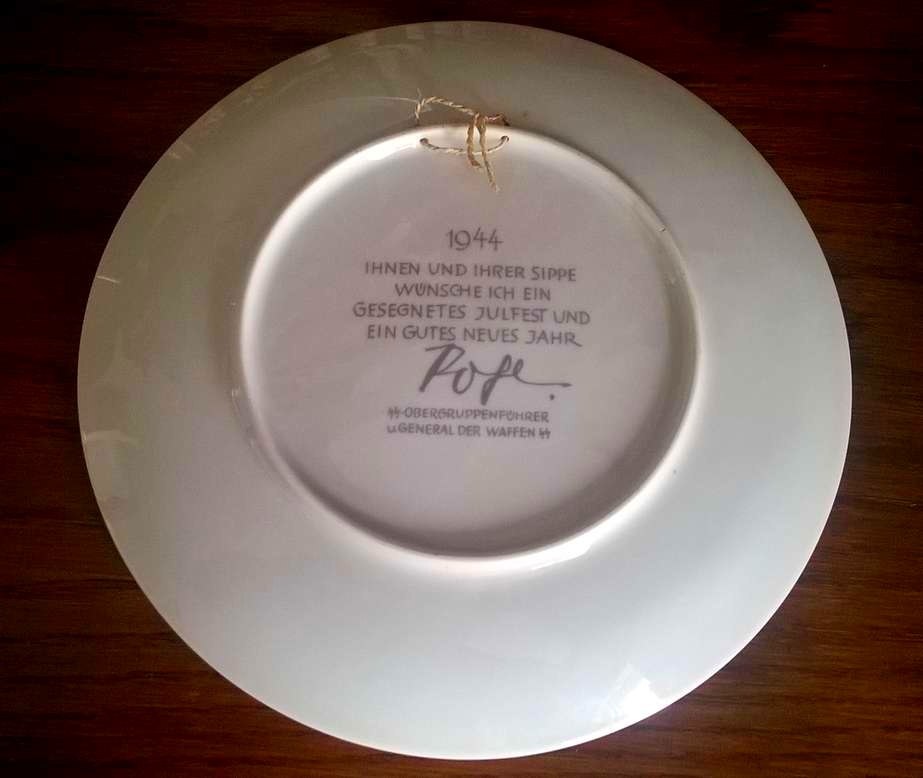 1944
IHNEN UND IHRER SIPPE
WÜNSCHE ICH EIN
GESEGNETES JULFEST UND
EIN GUTES NEUES JAHR
ᛋᛋ-OBERGRUPPENFÜHRER
u. GENERAL DER WAFFEN ᛋᛋ